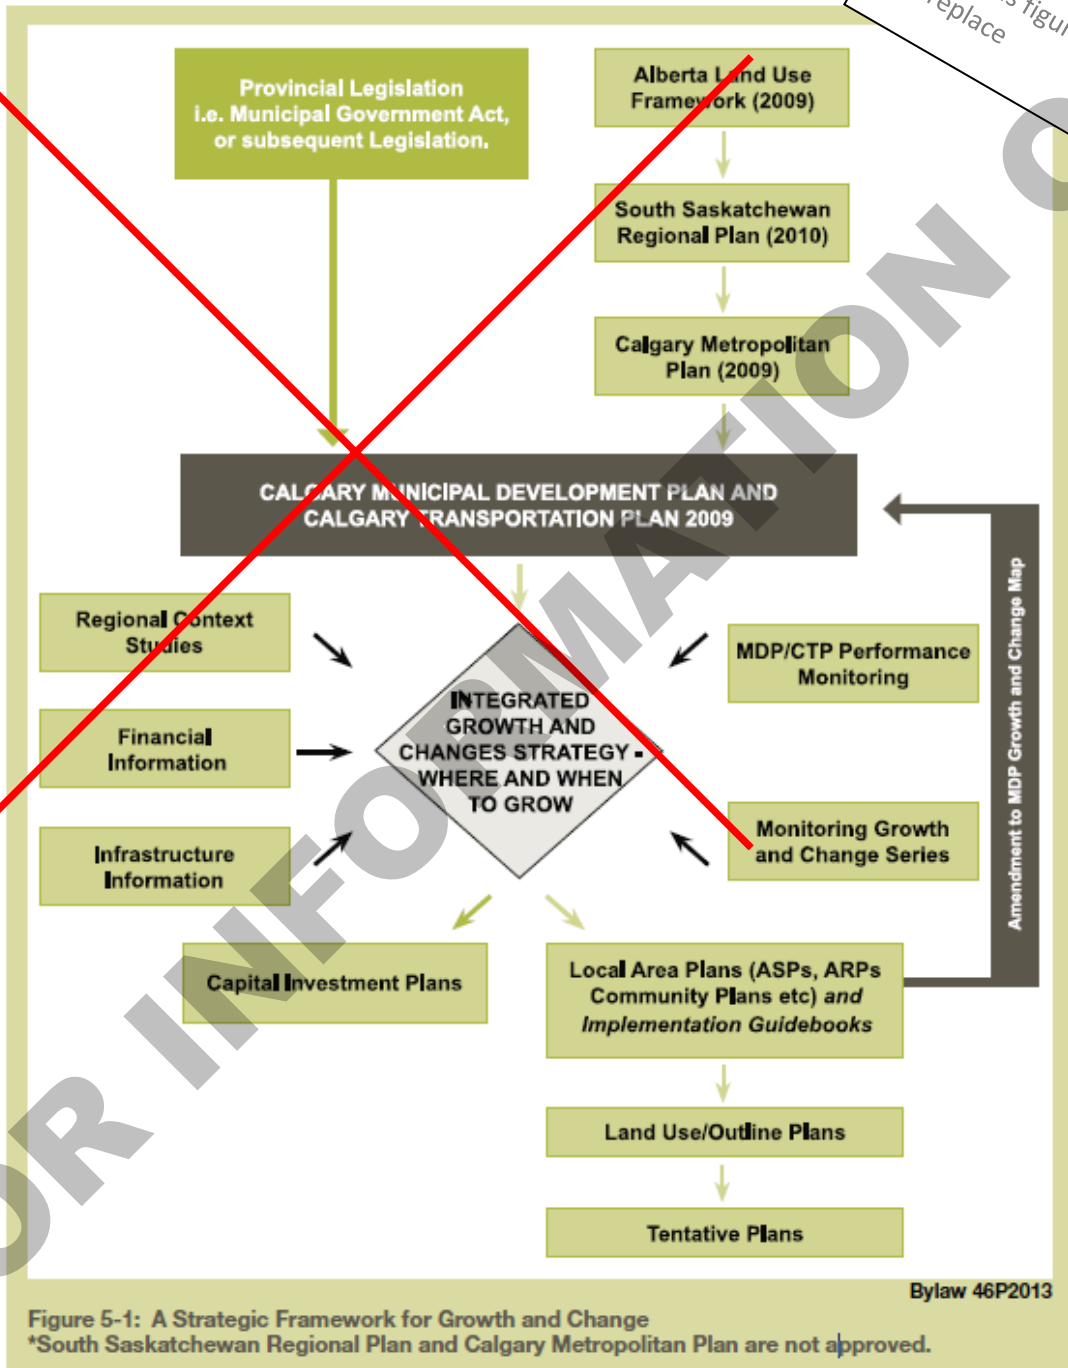 s figu
replace
Provincial Legislation
i.e. Municipal Government Act,
or subsequent Legislation.
Alberta Land Use
Framework (2009)
South Saskatchewan
Regional Plan (2010)
Calgary Metropolitan
Plan (2009)
CALGARY MUNICIPAL DEVELOPMENT PLAN AND
CALGARY TRANSPORTATION PLAN 2009
Regional Context
Studies
Financial
Information
Infrastructure
Information
INTEGRATED
GROWTH AND
CHANGES STRATEGY -
WHERE AND WHEN
TO GROW
MDP/CTP Performance
Monitoring
Monitoring Growth
and Change Series
Amendment to MDP Growth and Change Map
Capital Investment Plans
Local Area Plans (ASPs, ARPs
Community Plans etc) and
Implementation Guidebooks
Land Use/Outline Plans
Tentative Plans
OR INFORMATION O
Bylaw 46P2013
Figure 5-1: A Strategic Framework for Growth and Change
*South Saskatchewan Regional Plan and Calgary Metropolitan Plan are not approved.